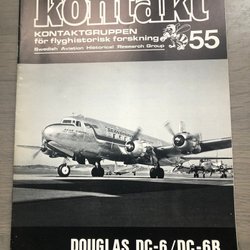 kontakt
KONTAKTGRUPPEN
för flyghistorisk forskning
Swedish Aviation Historical Research Group
55
DOUGLAS DC-6/DC-6B